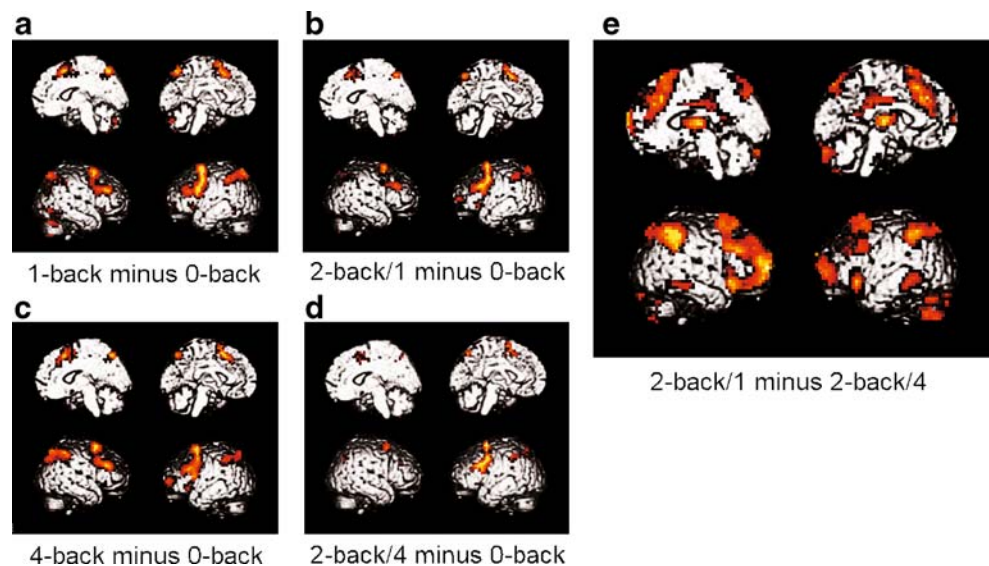 a
1-back minus 0-back
b
2-back/1 minus 0-back
c
4-back minus 0-back
d
2-back/4 minus 0-back
e
2-back/1 minus 2-back/4